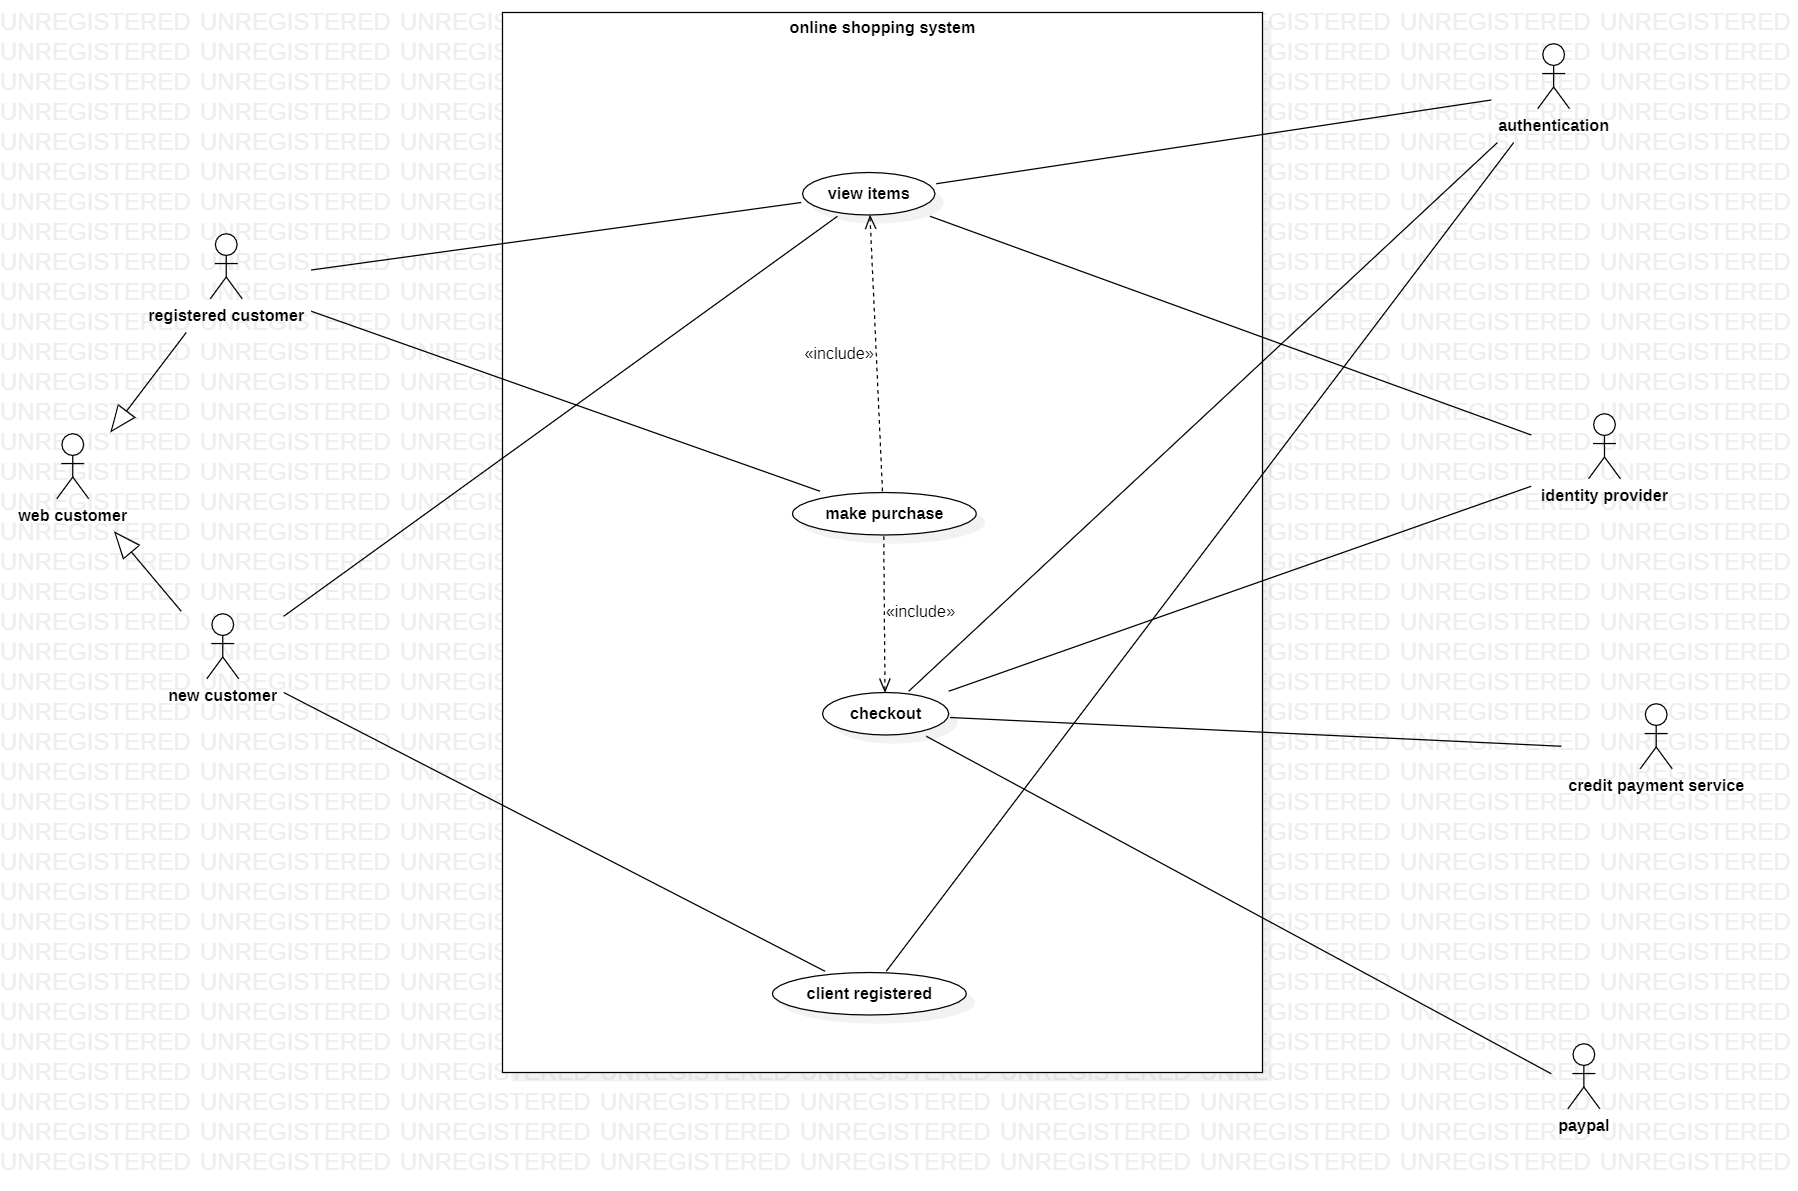 online shopping system
authentication
view items
registered customer
«include»
web customer
identity provider
make purchase
«include»
new customer
checkout
credit payment service
client registered
paypal
UNREGISTERED